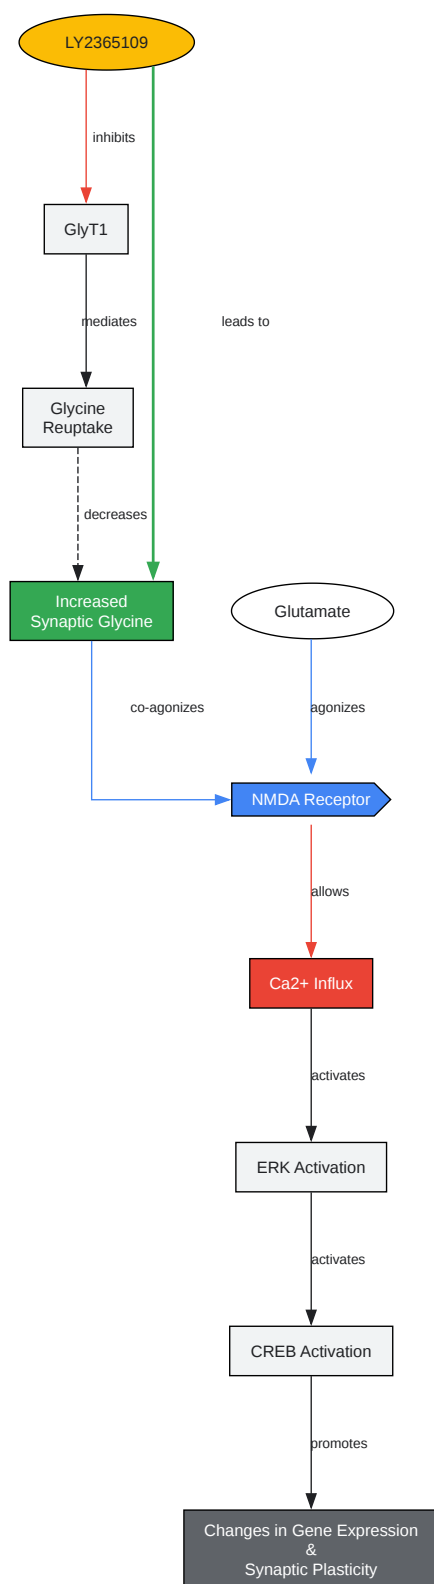 LY2365109
inhibits
GlyT1
mediates
leads to
Glycine
Reuptake
decreases
Increased
Synaptic Glycine
Glutamate
co-agonizes
agonizes
NMDA Receptor
allows
Ca2+ Influx
activates
ERK Activation
activates
CREB Activation
promotes
Changes in Gene Expression
&
Synaptic Plasticity